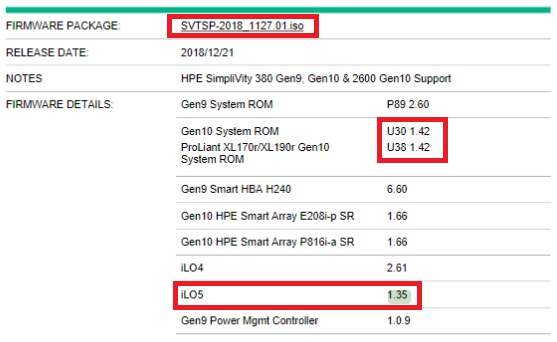 FIRMWARE PACKAGE: SVTSP-2018_1127.01.iso
RELEASE DATE: 2018/12/21
NOTES HPE SimpliVity 380 Gen9, Gen10 & 2600 Gen10 Support
FIRMWARE DETAILS: Gen9 System ROM P89 2.60
Gen10 System ROM U30 1.42
ProLiant XL170r/XL190r Gen10 U38 1.42
System ROM
Gen9 Smart HBA H240 6.60
Gen10 HPE Smart Array E208i-p SR 1.66
Gen10 HPE Smart Array P816i-a SR 1.66
iLO4 2.61
iLO5 1.35
Gen9 Power Mgmt Controller 1.0.9